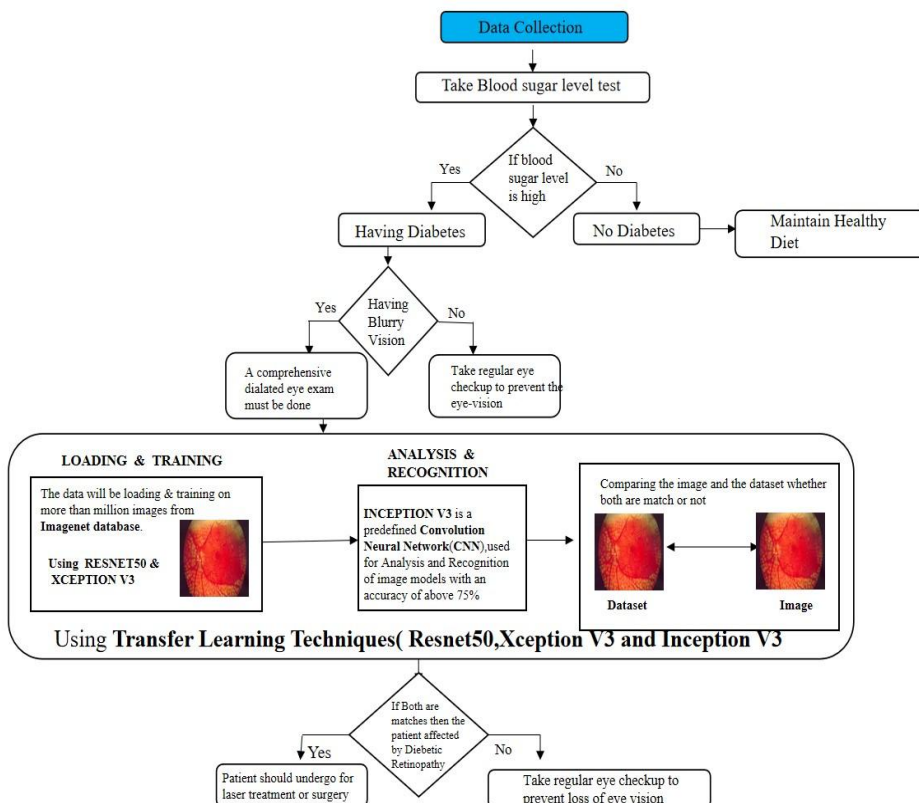 Data Collection
Take Blood sugar level test
If blood
sugar level
is high
Yes
No
Having Diabetes
No Diabetes
Maintain Healthy
Diet
Having
Blurry
Vision
Yes
No
A comprehensive
dialated eye exam
must be done
Take regular eye
checkup to prevent the
eye-vision
LOADING & TRAINING
The data will be loading & training on
more than million images from
Imagenet database.
Using RESNET50 &
XCEPTION V3
ANALYSIS &
RECOGNITION
INCEPTION V3 is a
predefined Convolution
Neural Network(CNN),used
for Analysis and Recognition
of image models with an
accuracy of above 75%
Comparing the image and the dataset whether
both are match or not
Dataset
Image
Using Transfer Learning Techniques( Resnet50,Xception V3 and Inception V3
If Both are
matches then the
patient affected
by Diebetic
Retinopathy
Yes
No
Patient should undergo for
laser treatment or surgery
Take regular eye checkup to
prevent loss of eye vision